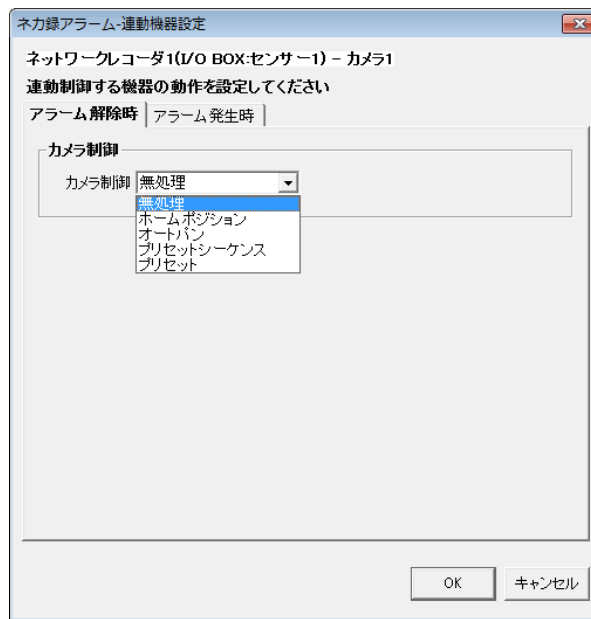 ネカ録アラーム-連動機器設定
ネットワークレコーダ1(I/O BOX:センサー1) - カメラ1
連動制御する機器の動作を設定してください
アラーム解除時 アラーム発生時
カメラ制御
カメラ制御 無処理
無処理
ホームポジション
オートパン
プリセットシーケンス
プリセット
OK キャンセル